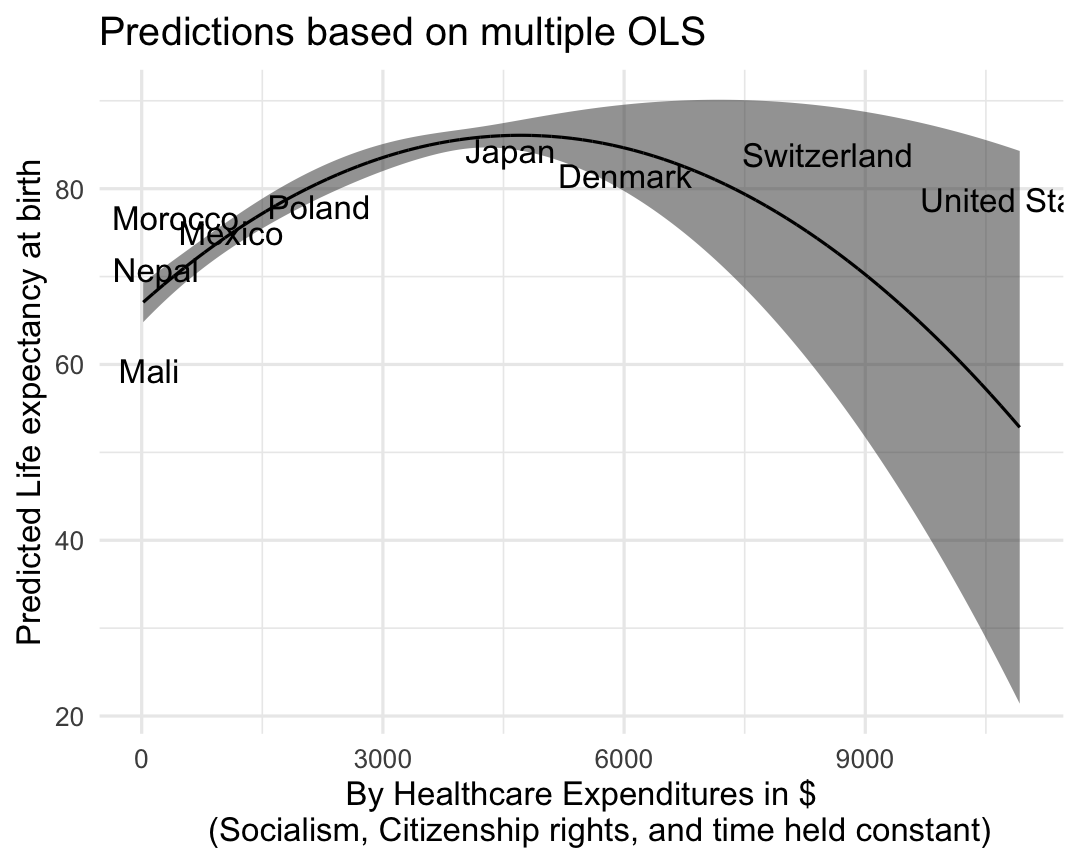 Predictions based on multiple OLS
Predicted Life expectancy at birth
80
60
40
20
Morocco
Mexico
Poland
Nepal
Mali
Japan
Denmark
Switzerland
United Sta
0 3000 6000 9000
By Healthcare Expenditures in $
(Socialism, Citizenship rights, and time held constant)